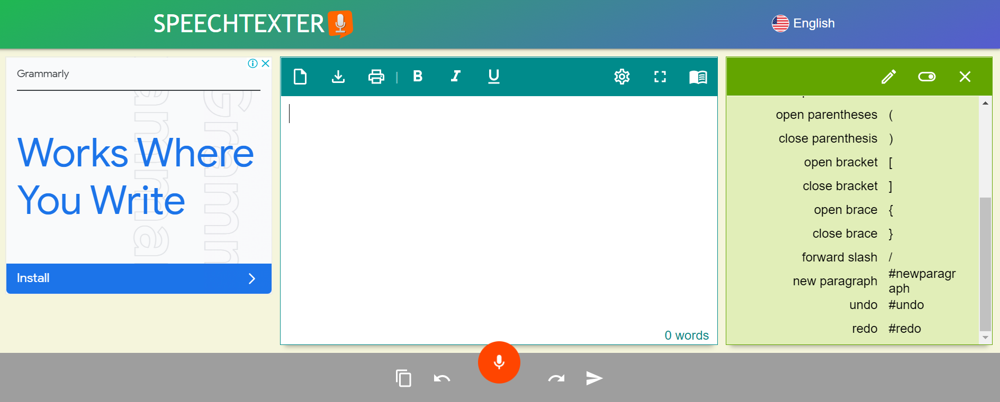 SPEECHTEXTER
English
Grammarly
Works Where
You Write
Install
B I U
0 words
open parentheses (
close parenthesis )
open bracket [
close bracket ]
open brace {
close brace }
forward slash /
new paragraph #newparagr
aph
undo #undo
redo #redo